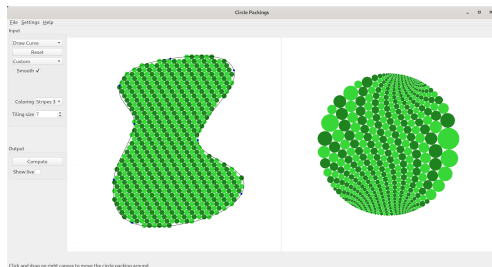 Circle Packings
File Settings Help
Input
Draw Curve
Reset
Custom
Smooth ✓
Coloring Stripes 3
Tiling size 7
Output
Compute
Show live
Click and drag on right canvas to move the circle packing around